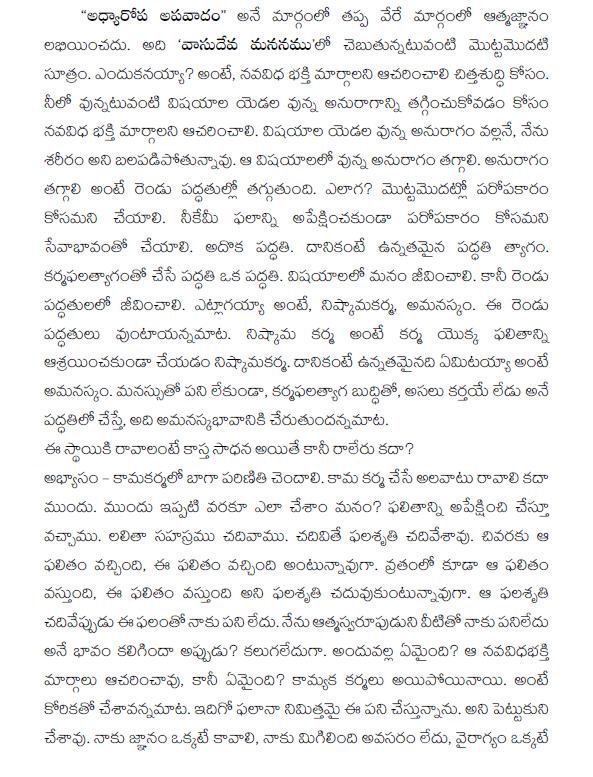 “అధ్యారోప అపవాదం” అనే మార్గంలో తప్ప వేరే మార్గంలో ఆత్మజ్ఞానం
లభియించదు. అది ‘వాసుదేవ మననము’లో చెబుతున్నటువంటి మొట్టమొదటి
సూత్రం. ఎందుకనయ్యా? అంటే, నవవిధ భక్తి మార్గాలని ఆచరించాలి చిత్తశుద్ధి కోసం.
నీలో వున్నటువంటి విషయాల యెడల వున్న అనురాగాన్ని తగ్గించుకోవడం కోసం
నవవిధ భక్తి మార్గాలని ఆచరించాలి. విషయాల యెడల వున్న అనురాగం వల్లనే, నేను
శరీరం అని బలపడిపోతున్నావు. ఆ విషయాలలో వున్న అనురాగం తగ్గాలి. అనురాగం
తగ్గాలి అంటే రెండు పద్ధతుల్లో తగ్గుతుంది. ఎలాగ? మొట్టమొదట్లో పరోపకారం
కోసమని చేయాలి. నీకేమీ ఫలాన్ని అపేక్షించకుండా పరోపకారం కోసమని
సేవాభావంతో చేయాలి. అదొక పద్ధతి. దానికంటే ఉన్నతమైన పద్ధతి త్యాగం.
కర్మఫలత్యాగంతో చేసే పద్ధతి ఒక పద్ధతి. విషయాలలో మనం జీవించాలి. కానీ రెండు
పద్ధతులలో జీవించాలి. ఎట్లాగయ్యా అంటే, నిష్కామకర్మ, అమనస్కం. ఈ రెండు
పద్ధతులు వుంటాయన్నమాట. నిష్కామ కర్మ అంటే కర్మ యొక్క ఫలితాన్ని
ఆశ్రయించకుండా చేయడం నిష్కామకర్మ. దానికంటే ఉన్నతమైనది ఏమిటయ్యా అంటే
అమనస్కం. మనస్సుతో పని లేకుండా, కర్మఫలత్యాగ బుద్ధితో, అసలు కర్తయే లేడు అనే
పద్ధతిలో చేస్తే, అది అమనస్కభావానికి చేరుతుందన్నమాట.
ఈ స్థాయికి రావాలంటే కాస్త సాధన అయితే కానీ రాలేరు కదా?
అభ్యాసం – కామకర్మలో బాగా పరిణితి చెందాలి. కామ కర్మ చేసే అలవాటు రావాలి కదా
ముందు. ముందు ఇప్పటి వరకూ ఎలా చేశాం మనం? ఫలితాన్ని అపేక్షించి చేస్తూ
వచ్చాము. లలితా సహస్రము చదివాము. చదివితే ఫలశృతి చదివేశావు. చివరకు ఆ
ఫలితం వచ్చింది, ఈ ఫలితం వచ్చింది అంటున్నావుగా. వ్రతంలో కూడా ఆ ఫలితం
వస్తుంది, ఈ ఫలితం వస్తుంది అని ఫలశృతి చదువుకుంటున్నావుగా. ఆ ఫలశృతి
చదివేప్పుడు ఈ ఫలంతో నాకు పని లేదు. నేను ఆత్మస్వరూపుడుని వీటితో నాకు పనిలేదు
అనే భావం కలిగిందా అప్పుడు? కలుగలేదుగా. అందువల్ల ఏమైంది? ఆ నవవిధభక్తి
మార్గాలు ఆచరించావు, కానీ ఏమైంది? కామ్యక కర్మలు అయిపోయినాయి. అంటే
కోరికతో చేశావన్నమాట. ఇదిగో ఫలానా నిమిత్తమై ఈ పని చేస్తున్నాను. అని పెట్టుకుని
చేశావు. నాకు జ్ఞానం ఒక్కటే కావాలి, నాకు మిగిలింది అవసరం లేదు, వైరాగ్యం ఒక్కటే